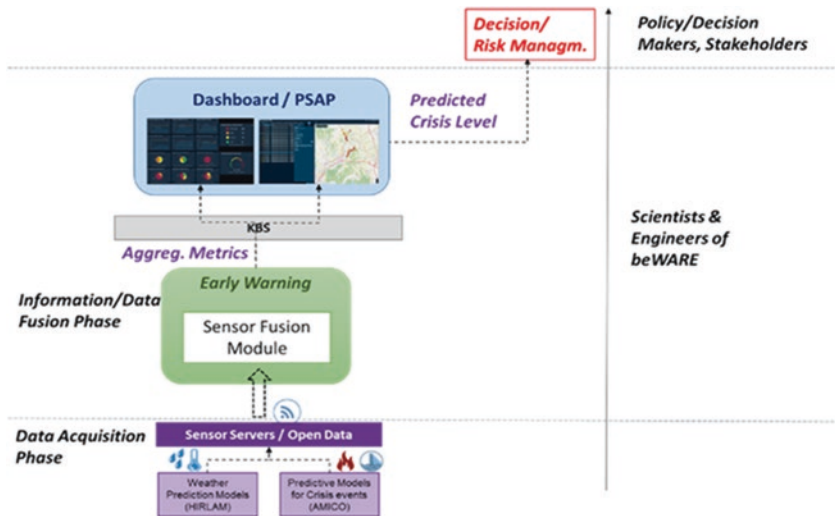 Decision/
Risk Managm.
Policy/Decision
Makers, Stakeholders
Dashboard / PSAP
Predicted
Crisis Level
KBS
Aggreg. Metrics
Scientists &
Engineers of
beWARE
Early Warning
Information/Data
Fusion Phase
Sensor Fusion
Module
Data Acquisition
Phase
Sensor Servers / Open Data
Weather
Prediction Models
(HIRLAM)
Predictive Models
for Crisis events
(AMICO)